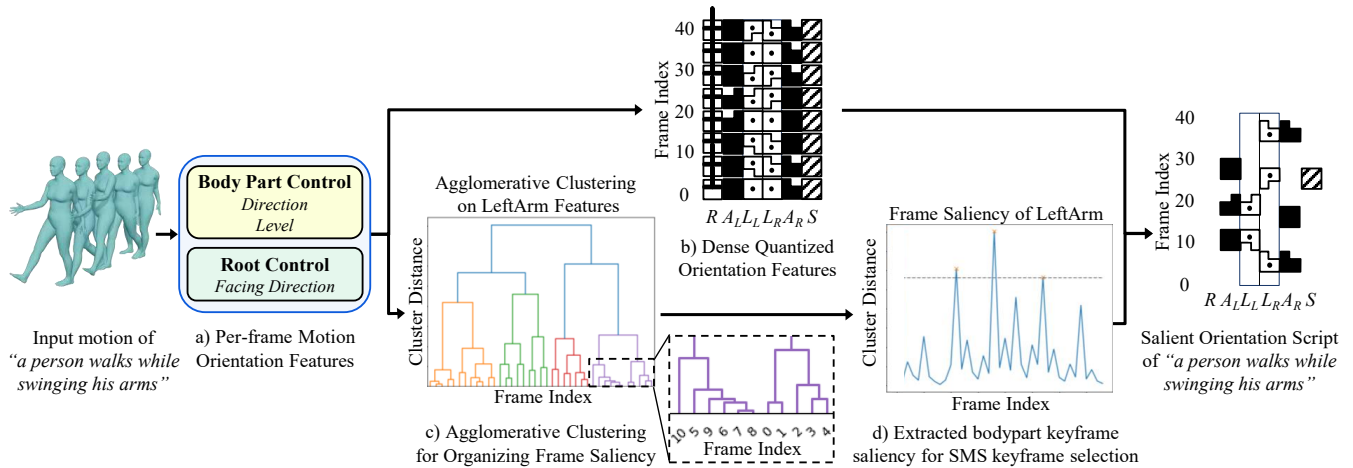 Input motion of
“a person walks while
swinging his arms”
Body Part Control
Direction
Level
Root Control
Facing Direction
a) Per-frame Motion
Orientation Features
Agglomerative Clustering
on LeftArm Features
Cluster Distance
Frame Index
c) Agglomerative Clustering
for Organizing Frame Saliency
Frame Index
40
30
20
10
0
R A_L L_L L_R A_R S
b) Dense Quantized
Orientation Features
10 5 9 6 7 8 0 1 2 3 4
Frame Index
Frame Saliency of LeftArm
Cluster Distance
Frame Index
d) Extracted bodypart keyframe
saliency for SMS keyframe selection
Frame Index
40
30
20
10
0
R A_L L_L L_R A_R S
Salient Orientation Script
of “a person walks while
swinging his arms”